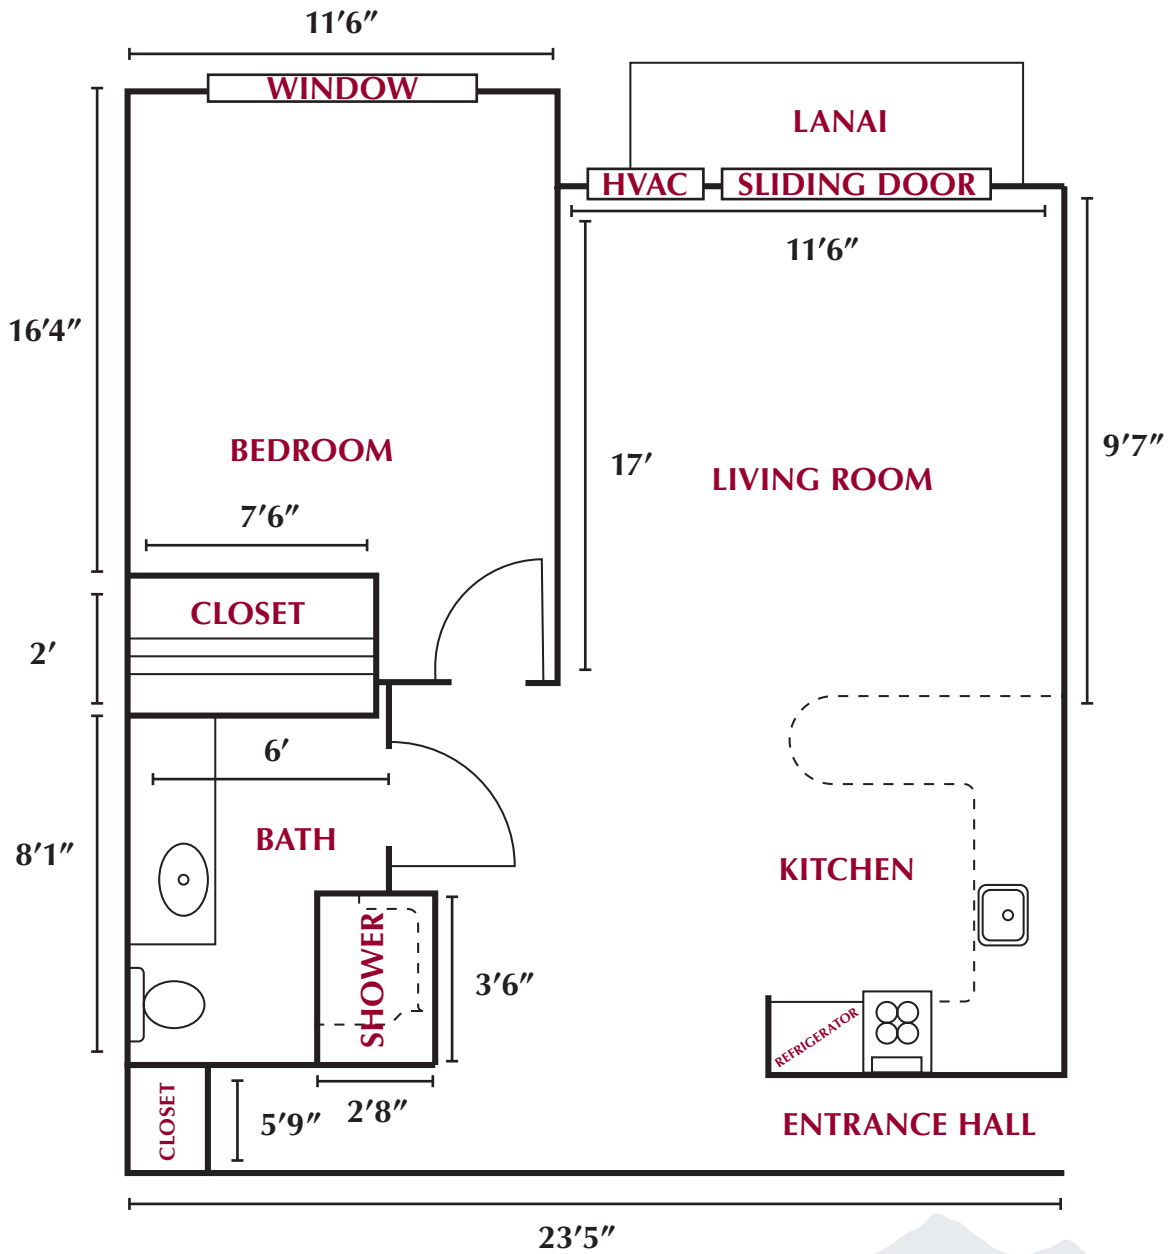 11′6″
WINDOW
LANAI
HVAC
SLIDING DOOR
11′6″
16′4″
BEDROOM
17′
LIVING ROOM
9′7″
7′6″
CLOSET
2′
6′
BATH
8′1″
KITCHEN
SHOWER
3′6″
REFRIGERATOR
CLOSET
5′9″
2′8″
ENTRANCE HALL
23′5″